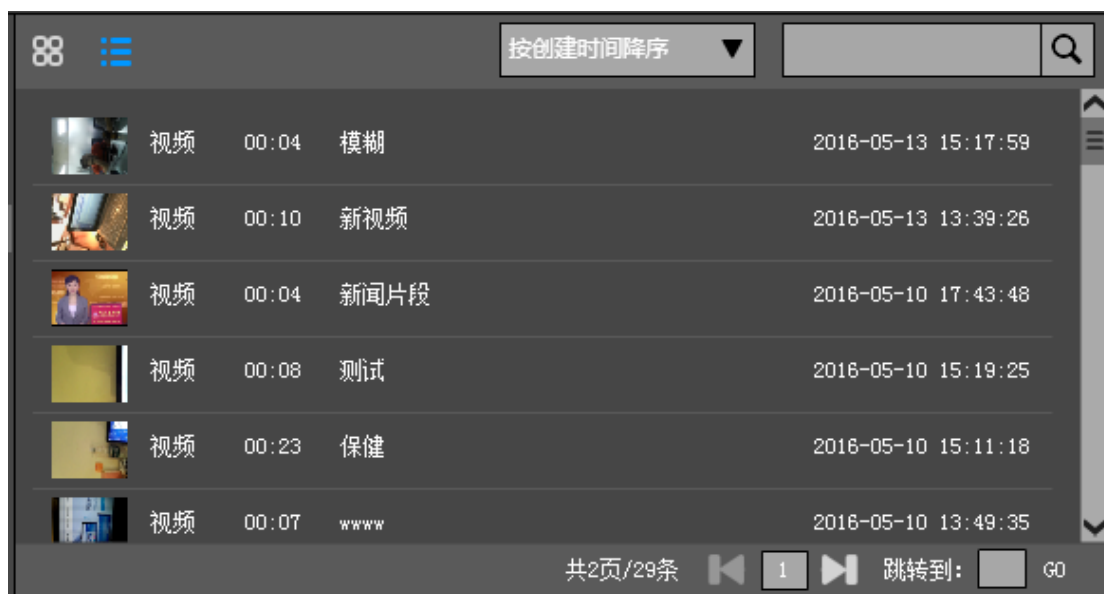 按创建时间降序
视频 00:04 模糊 2016-05-13 15:17:59
视频 00:10 新视频 2016-05-13 13:39:26
视频 00:04 新闻片段 2016-05-10 17:43:48
视频 00:08 测试 2016-05-10 15:19:25
视频 00:23 保健 2016-05-10 15:11:18
视频 00:07 wwww 2016-05-10 13:49:35
共2页/29条 1 跳转到: GO